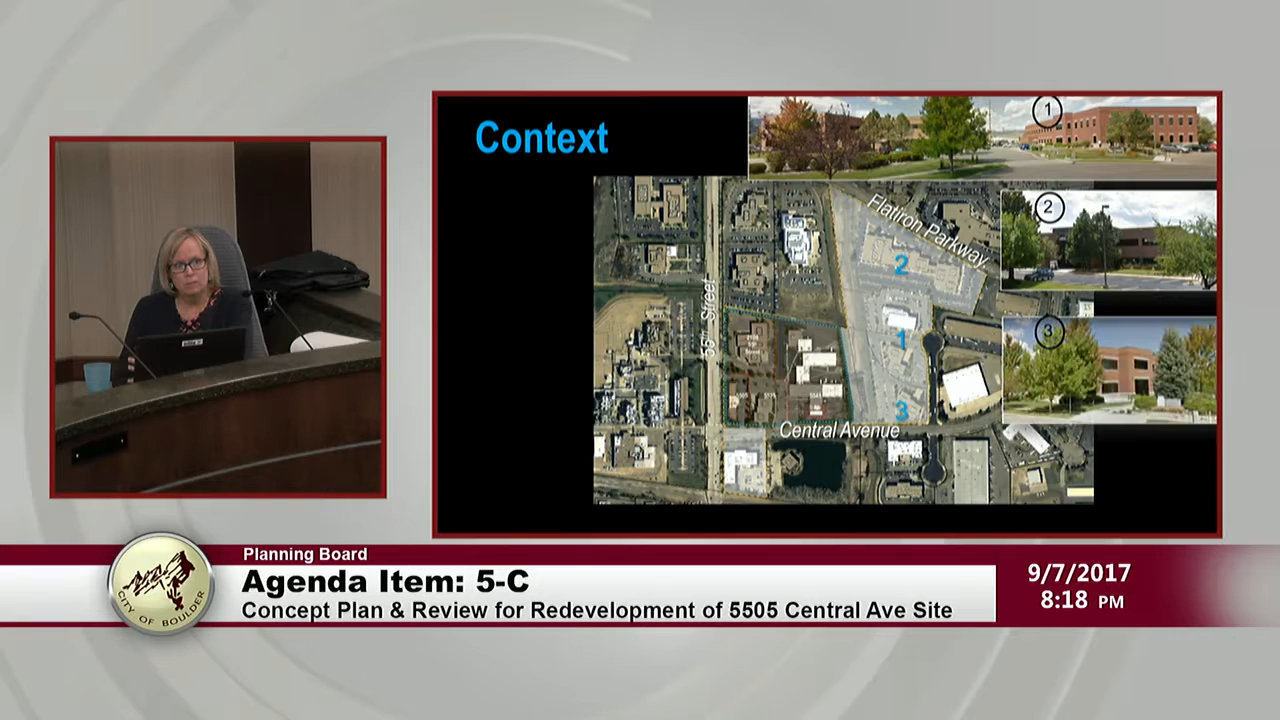 Context
1
2
3
Flatiron Parkway
2
55th Street
1
3
Central Avenue
CITY OF BOULDER
Planning Board
Agenda Item: 5-C
Concept Plan & Review for Redevelopment of 5505 Central Ave Site
9/7/2017
8:18 PM